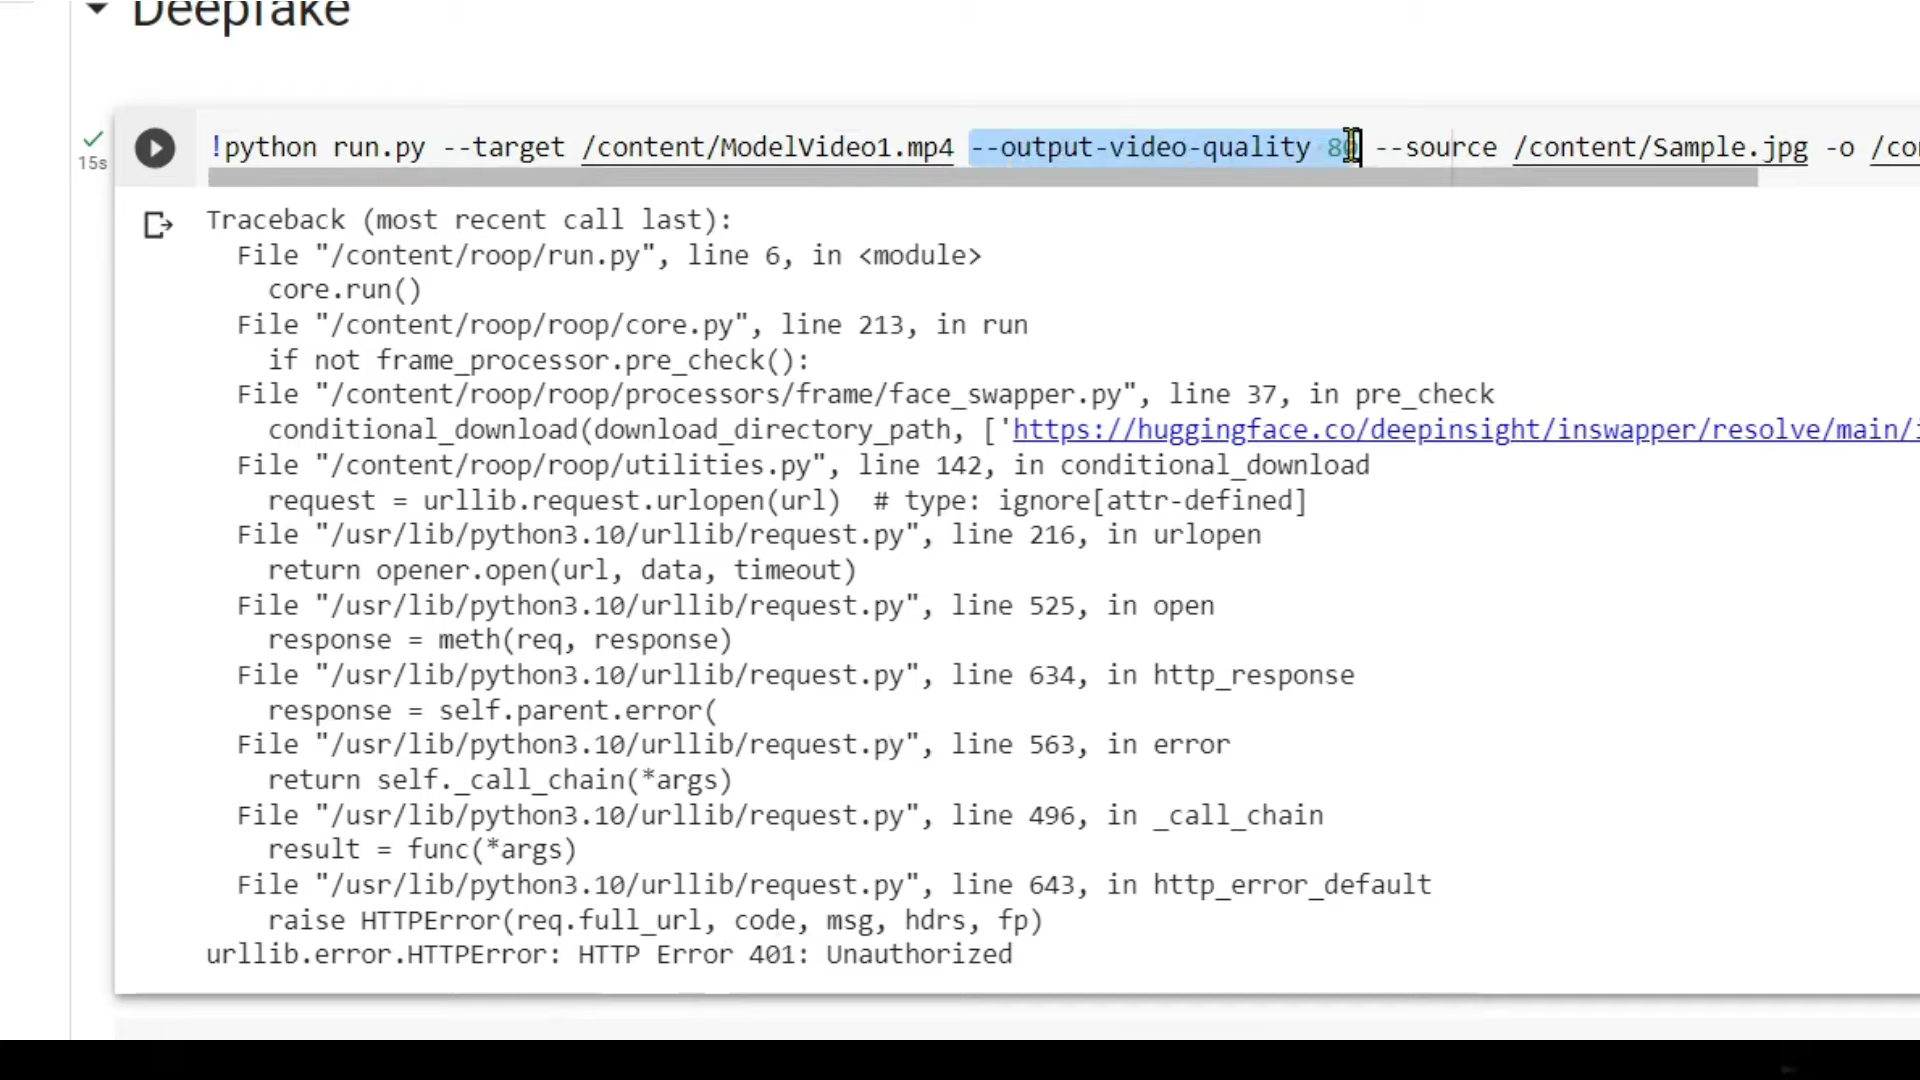 Deepfake
15s
!python run.py --target /content/ModelVideo1.mp4 --output-video-quality 80 --source /content/Sample.jpg -o /co
Traceback (most recent call last):
  File "/content/roop/run.py", line 6, in <module>
    core.run()
  File "/content/roop/roop/core.py", line 213, in run
    if not frame_processor.pre_check():
  File "/content/roop/roop/processors/frame/face_swapper.py", line 37, in pre_check
    conditional_download(download_directory_path, ['https://huggingface.co/deepinsight/inswapper/resolve/main/i
  File "/content/roop/roop/utilities.py", line 142, in conditional_download
    request = urllib.request.urlopen(url)  # type: ignore[attr-defined]
  File "/usr/lib/python3.10/urllib/request.py", line 216, in urlopen
    return opener.open(url, data, timeout)
  File "/usr/lib/python3.10/urllib/request.py", line 525, in open
    response = meth(req, response)
  File "/usr/lib/python3.10/urllib/request.py", line 634, in http_response
    response = self.parent.error(
  File "/usr/lib/python3.10/urllib/request.py", line 563, in error
    return self._call_chain(*args)
  File "/usr/lib/python3.10/urllib/request.py", line 496, in _call_chain
    result = func(*args)
  File "/usr/lib/python3.10/urllib/request.py", line 643, in http_error_default
    raise HTTPError(req.full_url, code, msg, hdrs, fp)
urllib.error.HTTPError: HTTP Error 401: Unauthorized